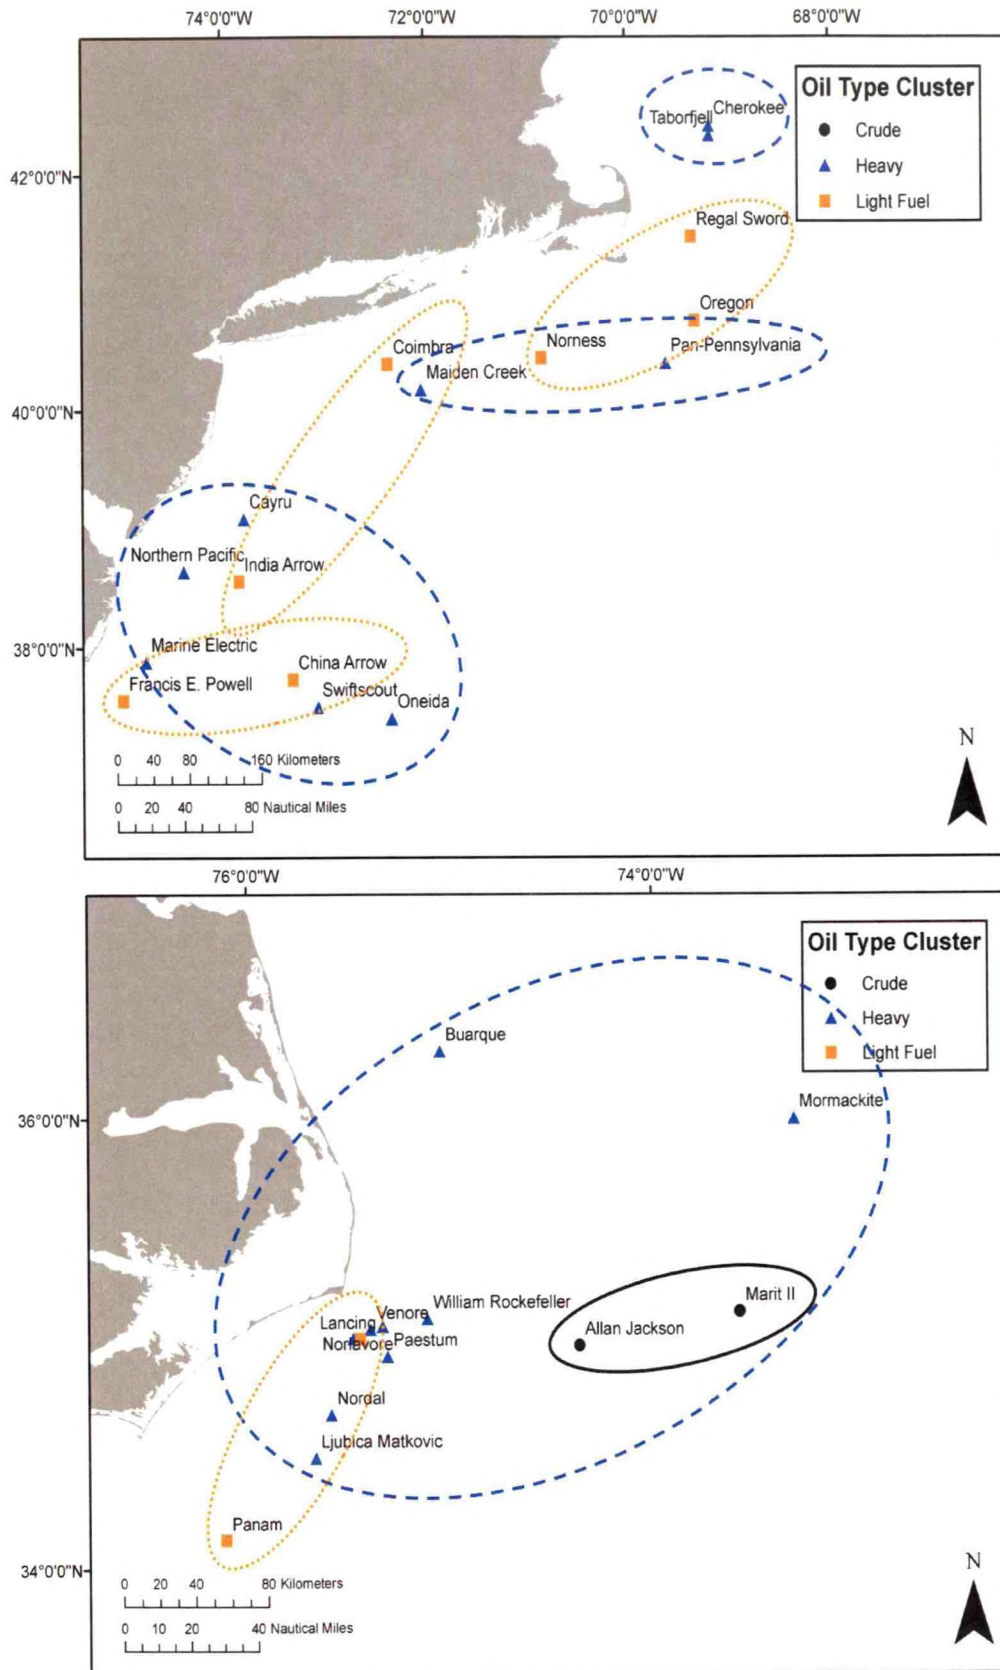 74°0'0"W 72°0'0"W 70°0'0"W 68°0'0"W
Oil Type Cluster
Crude
Heavy
Light Fuel
Cherokee
Taborfjell
42°0'0"N
Regal Sword
Oregon
Norness
Pan-Pennsylvania
Coimbra
Maiden Creek
40°0'0"N
Cayru
Northern Pacific
India Arrow
38°0'0"N
Marine Electric
China Arrow
Francis E. Powell
Swiftscout
Oneida
0 40 80 160 Kilometers
0 20 40 80 Nautical Miles
N
76°0'0"W 74°0'0"W
Oil Type Cluster
Crude
Heavy
Light Fuel
Buarque
Mormackite
36°0'0"N
Marit II
William Rockefeller
Venore
Lancing
Allan Jackson
Paestum
Norlavore
Nordal
Ljubica Matkovic
Panam
34°0'0"N
0 20 40 80 Kilometers
0 10 20 40 Nautical Miles
N